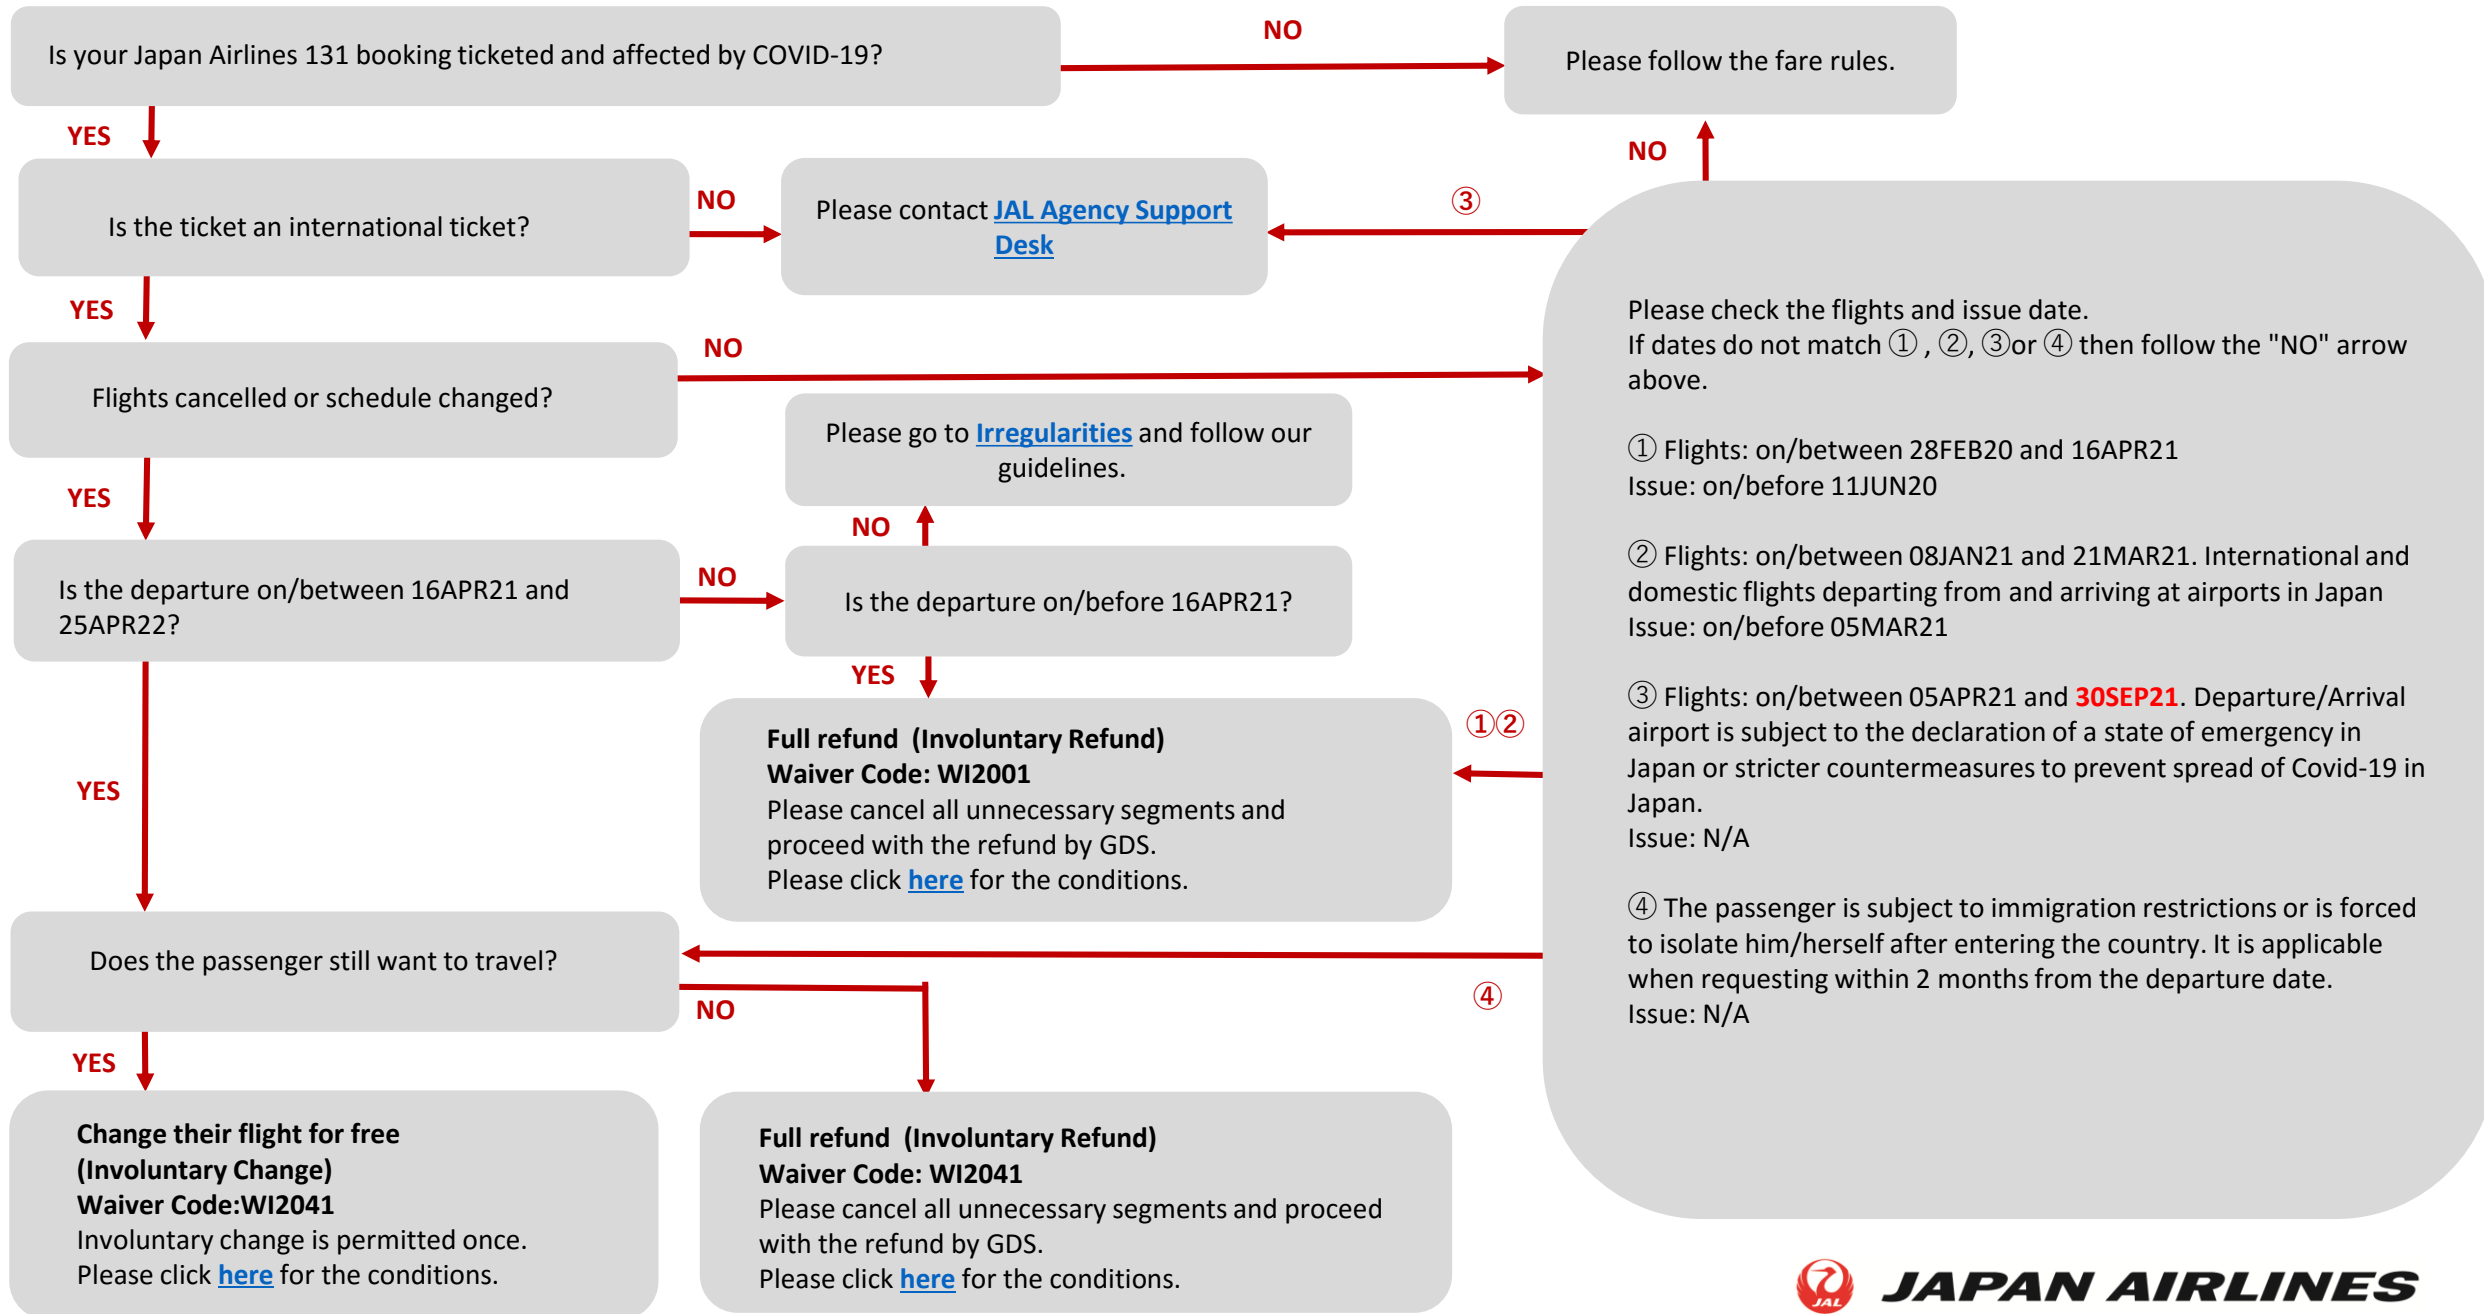 Is your Japan Airlines 131 booking ticketed and affected by COVID-19?
NO
Please follow the fare rules.
YES
Is the ticket an international ticket?
NO
Please contact JAL Agency Support
Desk
③
NO
YES
Flights cancelled or schedule changed?
NO
Please check the flights and issue date.
If dates do not match ① , ②, ③or ④ then follow the "NO" arrow
above.
① Flights: on/between 28FEB20 and 16APR21
Issue: on/before 11JUN20
② Flights: on/between 08JAN21 and 21MAR21. International and
domestic flights departing from and arriving at airports in Japan
Issue: on/before 05MAR21
③ Flights: on/between 05APR21 and 30SEP21. Departure/Arrival
airport is subject to the declaration of a state of emergency in
Japan or stricter countermeasures to prevent spread of Covid-19 in
Japan.
Issue: N/A
④ The passenger is subject to immigration restrictions or is forced
to isolate him/herself after entering the country. It is applicable
when requesting within 2 months from the departure date.
Issue: N/A
Please go to Irregularities and follow our
guidelines.
YES
NO
Is the departure on/between 16APR21 and
25APR22?
NO
Is the departure on/before 16APR21?
YES
YES
Full refund (Involuntary Refund)
Waiver Code: WI2001
Please cancel all unnecessary segments and
proceed with the refund by GDS.
Please click here for the conditions.
①②
Does the passenger still want to travel?
NO
④
YES
Change their flight for free
(Involuntary Change)
Waiver Code:WI2041
Involuntary change is permitted once.
Please click here for the conditions.
Full refund (Involuntary Refund)
Waiver Code: WI2041
Please cancel all unnecessary segments and proceed
with the refund by GDS.
Please click here for the conditions.
JAL
JAPAN AIRLINES